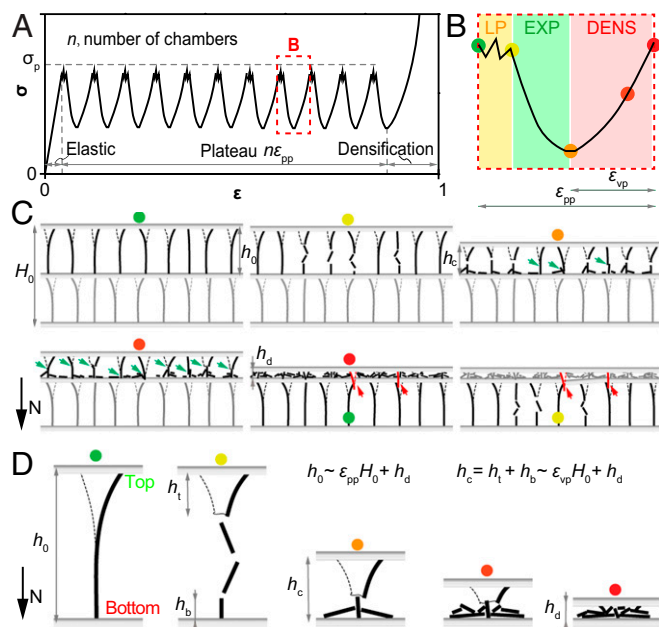 A
n, number of chambers
B
σp
σ
0
Elastic
Plateau nεpp
Densification
0
ε
1
B
LP
EXP
DENS
εvp
εpp
C
H0
h0
hc
hd
N
D
h0
Top
Bottom
N
ht
hb
h0 ~ εppH0 + hd
hc = ht + hb ~ εvpH0 + hd
hc
hd